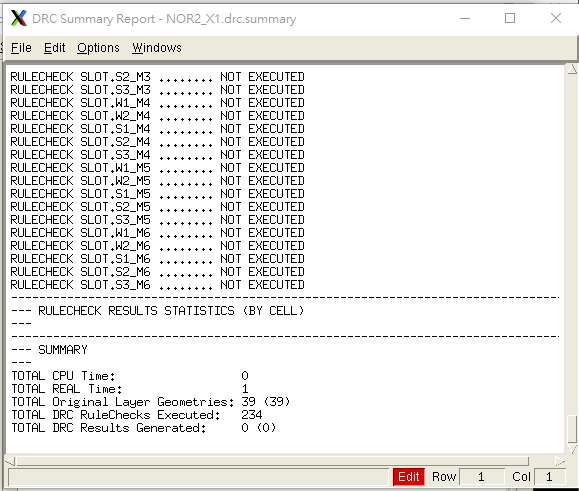 DRC Summary Report - NOR2_X1.drc.summary
File Edit Options Windows
RULECHECK SLOT.S2_M3 ........ NOT EXECUTED
RULECHECK SLOT.S3_M3 ........ NOT EXECUTED
RULECHECK SLOT.W1_M4 ........ NOT EXECUTED
RULECHECK SLOT.W2_M4 ........ NOT EXECUTED
RULECHECK SLOT.S1_M4 ........ NOT EXECUTED
RULECHECK SLOT.S2_M4 ........ NOT EXECUTED
RULECHECK SLOT.S3_M4 ........ NOT EXECUTED
RULECHECK SLOT.W1_M5 ........ NOT EXECUTED
RULECHECK SLOT.W2_M5 ........ NOT EXECUTED
RULECHECK SLOT.S1_M5 ........ NOT EXECUTED
RULECHECK SLOT.S2_M5 ........ NOT EXECUTED
RULECHECK SLOT.S3_M5 ........ NOT EXECUTED
RULECHECK SLOT.W1_M6 ........ NOT EXECUTED
RULECHECK SLOT.W2_M6 ........ NOT EXECUTED
RULECHECK SLOT.S1_M6 ........ NOT EXECUTED
RULECHECK SLOT.S2_M6 ........ NOT EXECUTED
RULECHECK SLOT.S3_M6 ........ NOT EXECUTED
----------------------------------------------------------------------------------
--- RULECHECK RESULTS STATISTICS (BY CELL)
---
----------------------------------------------------------------------------------
--- SUMMARY
---
TOTAL CPU Time: 0
TOTAL REAL Time: 1
TOTAL Original Layer Geometries: 39 (39)
TOTAL DRC RuleChecks Executed: 234
TOTAL DRC Results Generated: 0 (0)
Edit Row 1 Col 1